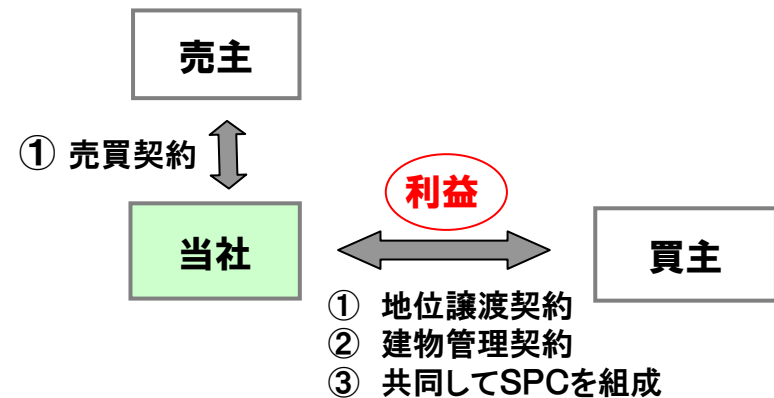 売主
① 売買契約
利益
当社
買主
① 地位譲渡契約
② 建物管理契約
③ 共同してSPCを組成